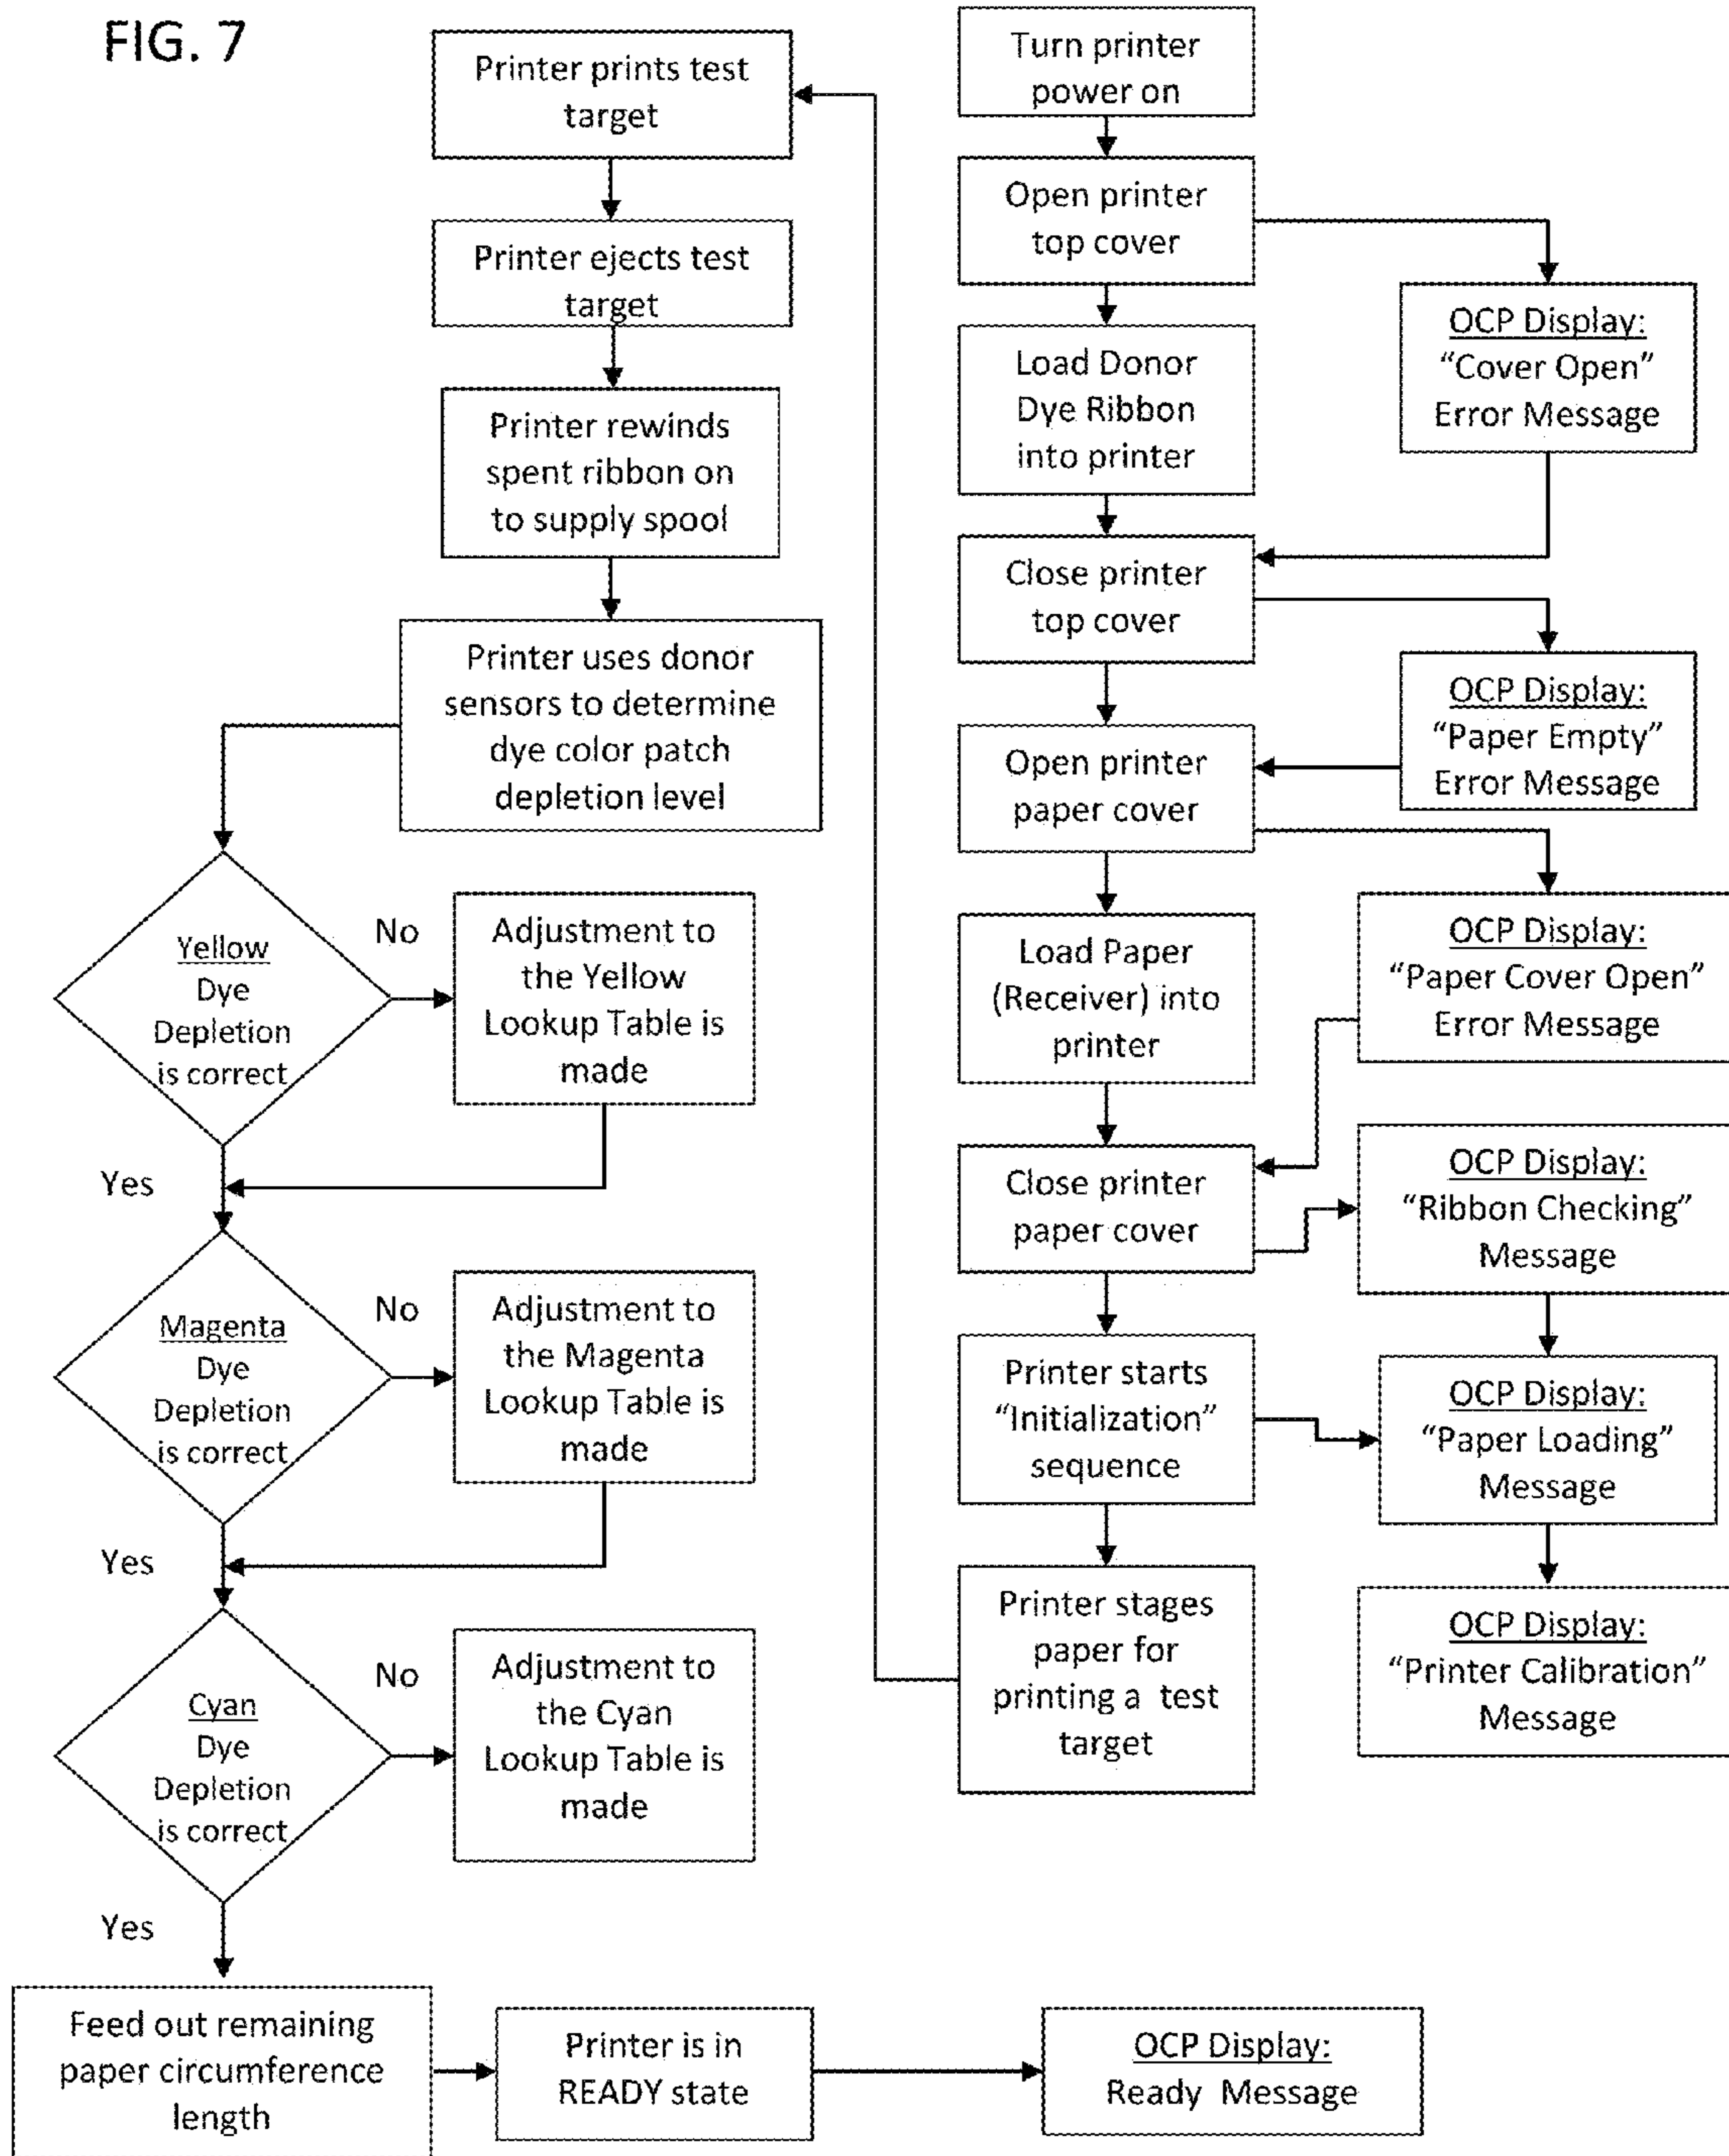 FIG. 7
Turn printer
power on
Open printer
top cover
OCP Display:
“Cover Open”
Error Message
Load Donor
Dye Ribbon
into printer
Close printer
top cover
OCP Display:
“Paper Empty”
Error Message
Open printer
paper cover
OCP Display:
“Paper Cover Open”
Error Message
Load Paper
(Receiver) into
printer
Close printer
paper cover
OCP Display:
“Ribbon Checking”
Message
Printer starts
“Initialization”
sequence
OCP Display:
“Paper Loading”
Message
OCP Display:
“Printer Calibration”
Message
Printer stages
paper for
printing a test
target
Printer prints test
target
Printer ejects test
target
Printer rewinds
spent ribbon on
to supply spool
Printer uses donor
sensors to determine
dye color patch
depletion level
Yellow
Dye
Depletion
is correct
No
Adjustment to
the Yellow
Lookup Table is
made
Yes
Magenta
Dye
Depletion
is correct
No
Adjustment to
the Magenta
Lookup Table is
made
Yes
Cyan
Dye
Depletion
is correct
No
Adjustment to
the Cyan
Lookup Table is
made
Yes
Feed out remaining
paper circumference
length
Printer is in
READY state
OCP Display:
Ready Message